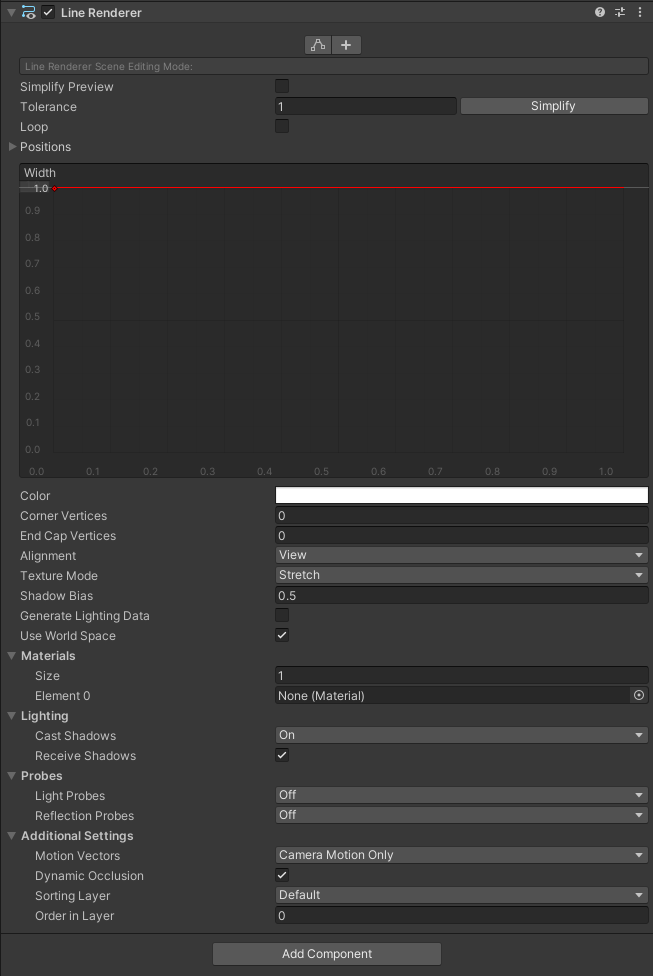 Line Renderer
Line Renderer Scene Editing Mode:
Simplify Preview
Tolerance 1 Simplify
Loop
Positions
Width
1.0
0.9
0.8
0.7
0.6
0.5
0.4
0.3
0.2
0.1
0.0
0.0 0.1 0.2 0.3 0.4 0.5 0.6 0.7 0.8 0.9 1.0
Color
Corner Vertices 0
End Cap Vertices 0
Alignment View
Texture Mode Stretch
Shadow Bias 0.5
Generate Lighting Data
Use World Space
Materials
Size 1
Element 0 None (Material)
Lighting
Cast Shadows On
Receive Shadows
Probes
Light Probes Off
Reflection Probes Off
Additional Settings
Motion Vectors Camera Motion Only
Dynamic Occlusion
Sorting Layer Default
Order in Layer 0
Add Component